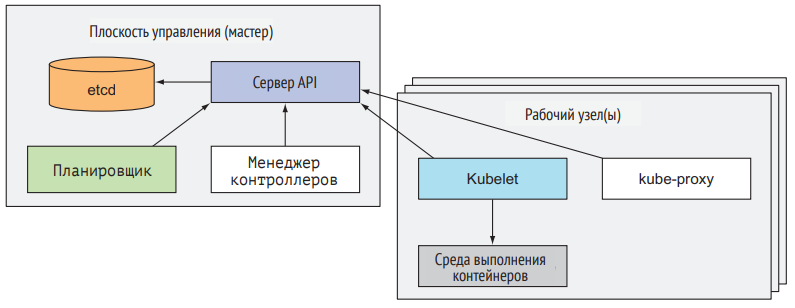 Плоскость управления (мастер)
etcd
Сервер API
Планировщик
Менеджер
контроллеров
Рабочий узел(ы)
Kubelet
kube-proxy
Среда выполнения
контейнеров